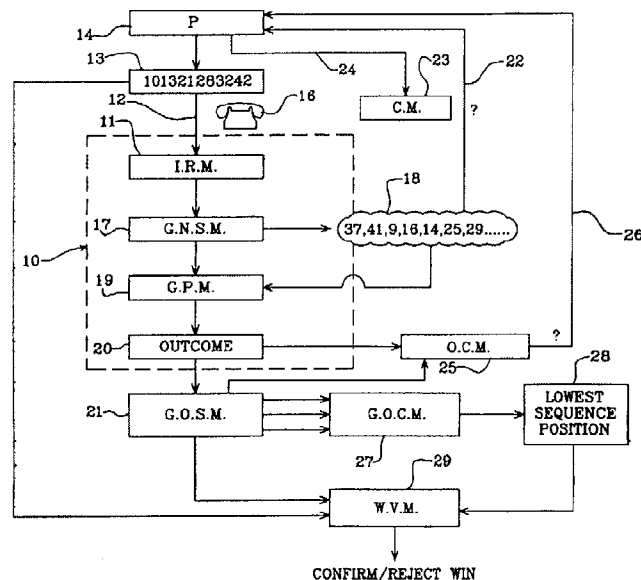 P
14
13
24
23
22
101321263242
12
16
C.M.
?
11
I.R.M.
18
17
G.N.S.M.
37,41,9,16,14,25,29......
10
26
19
G.P.M.
?
20
OUTCOME
O.C.M.
25
28
21
G.O.S.M.
G.O.C.M.
LOWEST
SEQUENCE
POSITION
27
29
W.V.M.
CONFIRM/REJECT WIN